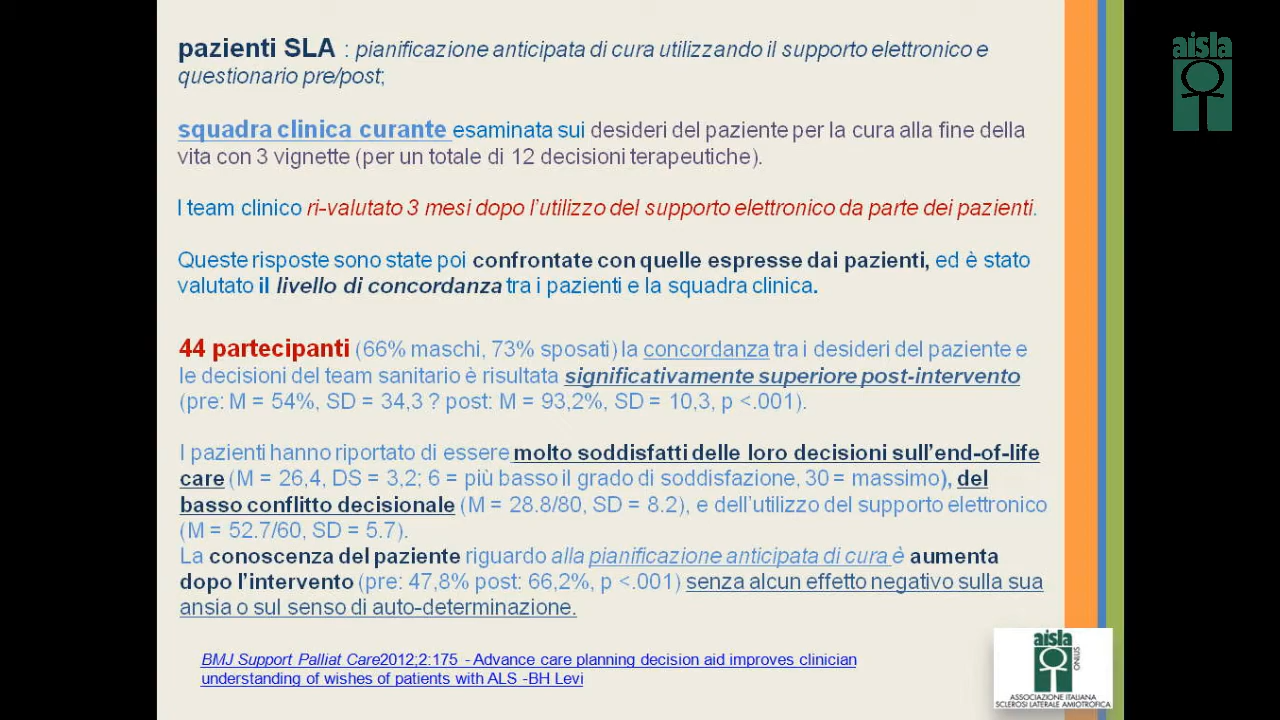 pazienti SLA : pianificazione anticipata di cura utilizzando il supporto elettronico e
questionario pre/post;
squadra clinica curante esaminata sui desideri del paziente per la cura alla fine della
vita con 3 vignette (per un totale di 12 decisioni terapeutiche).
I team clinico ri-valutato 3 mesi dopo l'utilizzo del supporto elettronico da parte dei pazienti.
Queste risposte sono state poi confrontate con quelle espresse dai pazienti, ed è stato
valutato il livello di concordanza tra i pazienti e la squadra clinica.
44 partecipanti (66% maschi, 73% sposati) la concordanza tra i desideri del paziente e
le decisioni del team sanitario è risultata significativamente superiore post-intervento
(pre: M = 54%, SD = 34,3 ? post: M = 93,2%, SD = 10,3, p <.001).
I pazienti hanno riportato di essere molto soddisfatti delle loro decisioni sull'end-of-life
care (M = 26,4, DS = 3,2; 6 = più basso il grado di soddisfazione, 30 = massimo), del
basso conflitto decisionale (M = 28.8/80, SD = 8.2), e dell'utilizzo del supporto elettronico
(M = 52.7/60, SD = 5.7).
La conoscenza del paziente riguardo alla pianificazione anticipata di cura è aumenta
dopo l'intervento (pre: 47,8% post: 66,2%, p <.001) senza alcun effetto negativo sulla sua
ansia o sul senso di auto-determinazione.
BMJ Support Palliat Care2012;2:175 - Advance care planning decision aid improves clinician
understanding of wishes of patients with ALS -BH Levi
aisla
aisla
ONLUS
ASSOCIAZIONE ITALIANA
SCLEROSI LATERALE AMIOTROFICA